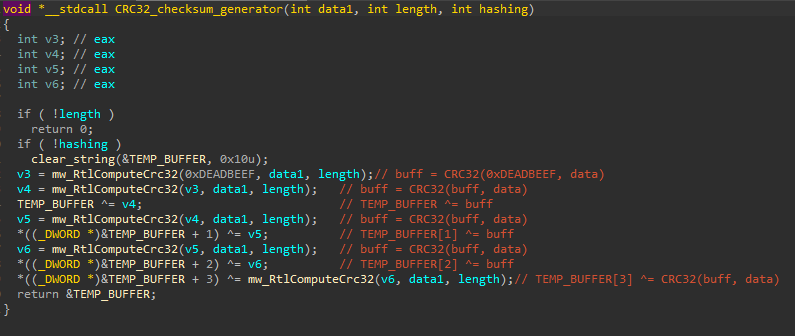 void *__stdcall CRC32_checksum_generator(int data1, int length, int hashing)
{
  int v3; // eax
  int v4; // eax
  int v5; // eax
  int v6; // eax

  if ( !length )
    return 0;
  if ( !hashing )
    clear_string(&TEMP_BUFFER, 0x10u);
  v3 = mw_RtlComputeCrc32(0xDEADBEEF, data1, length);// buff = CRC32(0xDEADBEEF, data)
  v4 = mw_RtlComputeCrc32(v3, data1, length);   // buff = CRC32(buff, data)
  TEMP_BUFFER ^= v4;                            // TEMP_BUFFER ^= buff
  v5 = mw_RtlComputeCrc32(v4, data1, length);   // buff = CRC32(buff, data)
  *((_DWORD *)&TEMP_BUFFER + 1) ^= v5;          // TEMP_BUFFER[1] ^= buff
  v6 = mw_RtlComputeCrc32(v5, data1, length);   // buff = CRC32(buff, data)
  *((_DWORD *)&TEMP_BUFFER + 2) ^= v6;          // TEMP_BUFFER[2] ^= buff
  *((_DWORD *)&TEMP_BUFFER + 3) ^= mw_RtlComputeCrc32(v6, data1, length);// TEMP_BUFFER[3] ^= CRC32(buff, data)
  return &TEMP_BUFFER;
}